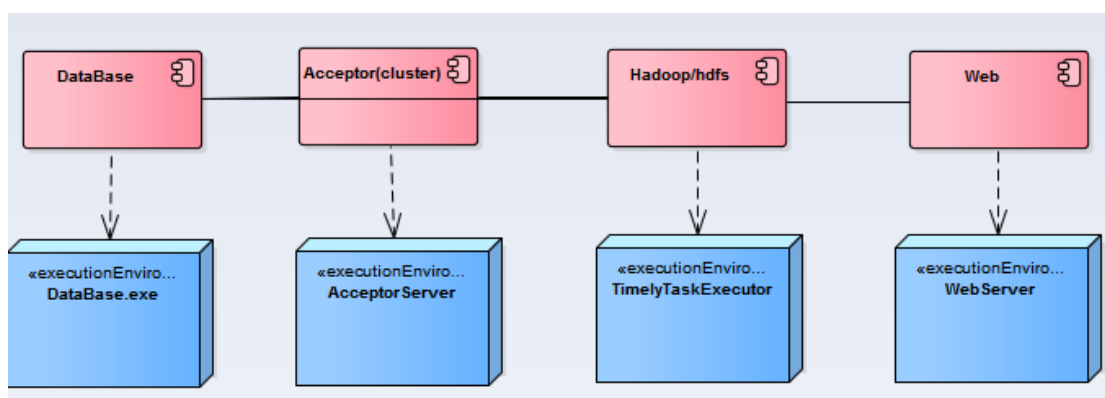 DataBase
Acceptor(cluster)
Hadoop/hdfs
Web
«executionEnviro...
DataBase.exe
«executionEnviro...
AcceptorServer
«executionEnviro...
TimelyTaskExecutor
«executionEnviro...
WebServer